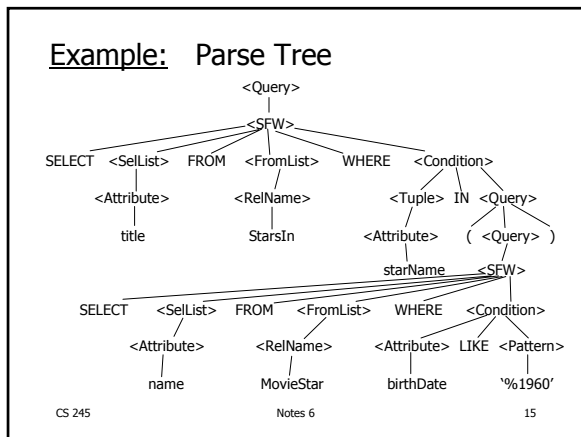 Example: Parse Tree
<Query>
<SFW>
SELECT <SelList> FROM <FromList> WHERE <Condition>
<Attribute> <RelName> <Tuple> IN <Query>
title StarsIn <Attribute> ( <Query> )
starName <SFW>
SELECT <SelList> FROM <FromList> WHERE <Condition>
<Attribute> <RelName> <Attribute> LIKE <Pattern>
name MovieStar birthDate ‘%1960’
CS 245 Notes 6 15